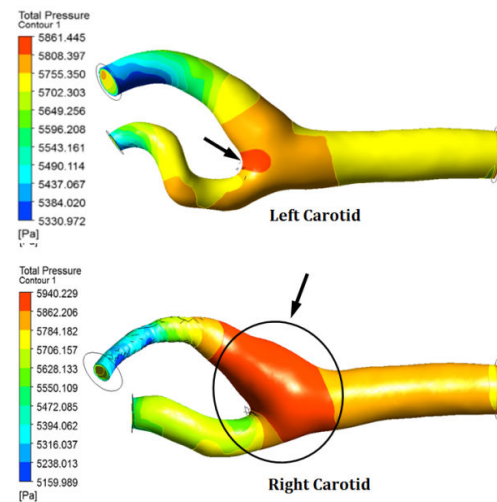 Total Pressure
Contour 1
5861.445
5808.397
5755.350
5702.303
5649.256
5596.208
5543.161
5490.114
5437.067
5384.020
5330.972
[Pa]
Left Carotid
Total Pressure
Contour 1
5940.229
5862.206
5784.182
5706.157
5628.133
5550.109
5472.085
5394.062
5316.037
5238.013
5159.989
[Pa]
Right Carotid